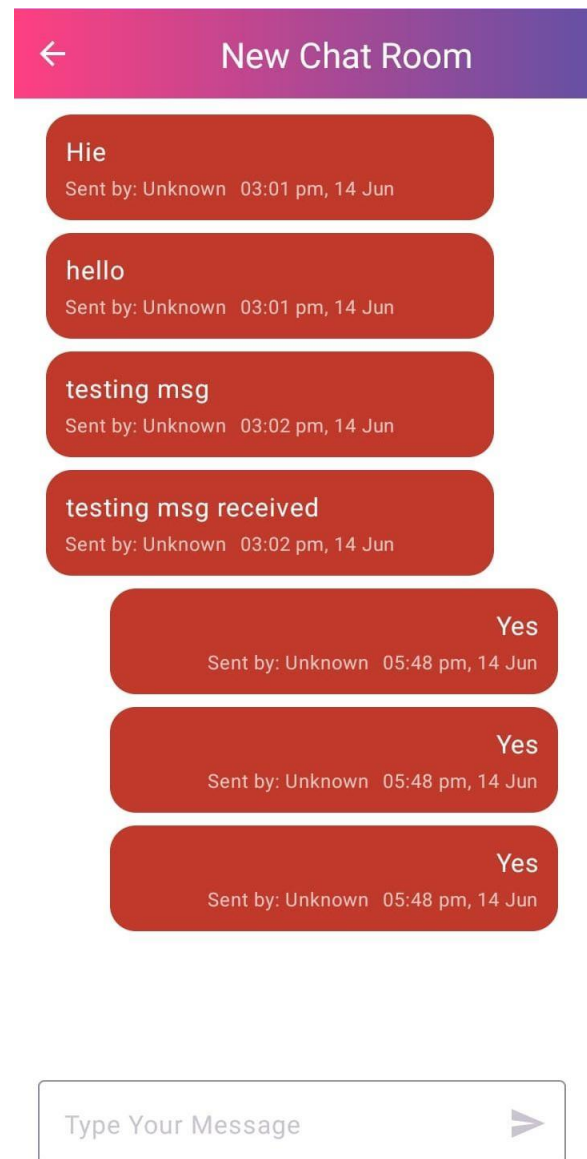 New Chat Room
Hie
Sent by: Unknown 03:01 pm, 14 Jun
hello
Sent by: Unknown 03:01 pm, 14 Jun
testing msg
Sent by: Unknown 03:02 pm, 14 Jun
testing msg received
Sent by: Unknown 03:02 pm, 14 Jun
Yes
Sent by: Unknown 05:48 pm, 14 Jun
Yes
Sent by: Unknown 05:48 pm, 14 Jun
Yes
Sent by: Unknown 05:48 pm, 14 Jun
Type Your Message